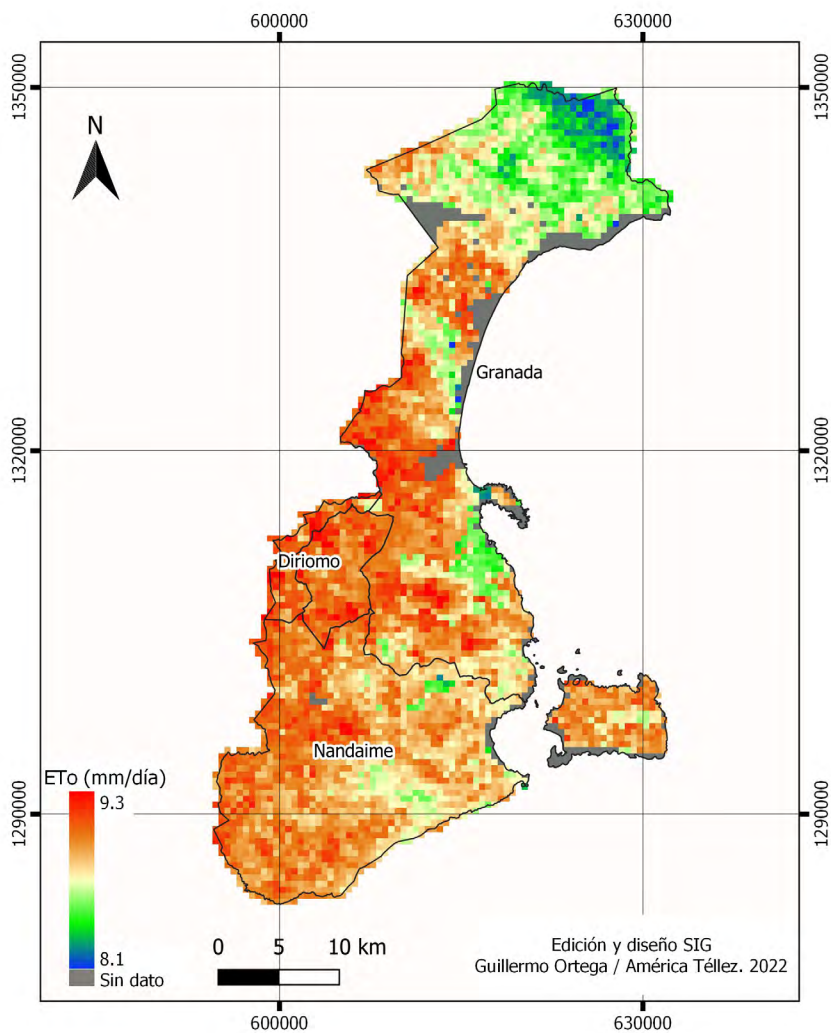 600000 630000
1350000 1350000
N
Granada
1320000 1320000
Diriomo
Nandaime
ETo (mm/día)
9.3
8.1
Sin dato
1290000 1290000
0 5 10 km
Edición y diseño SIG
Guillermo Ortega / América Téllez. 2022
600000 630000